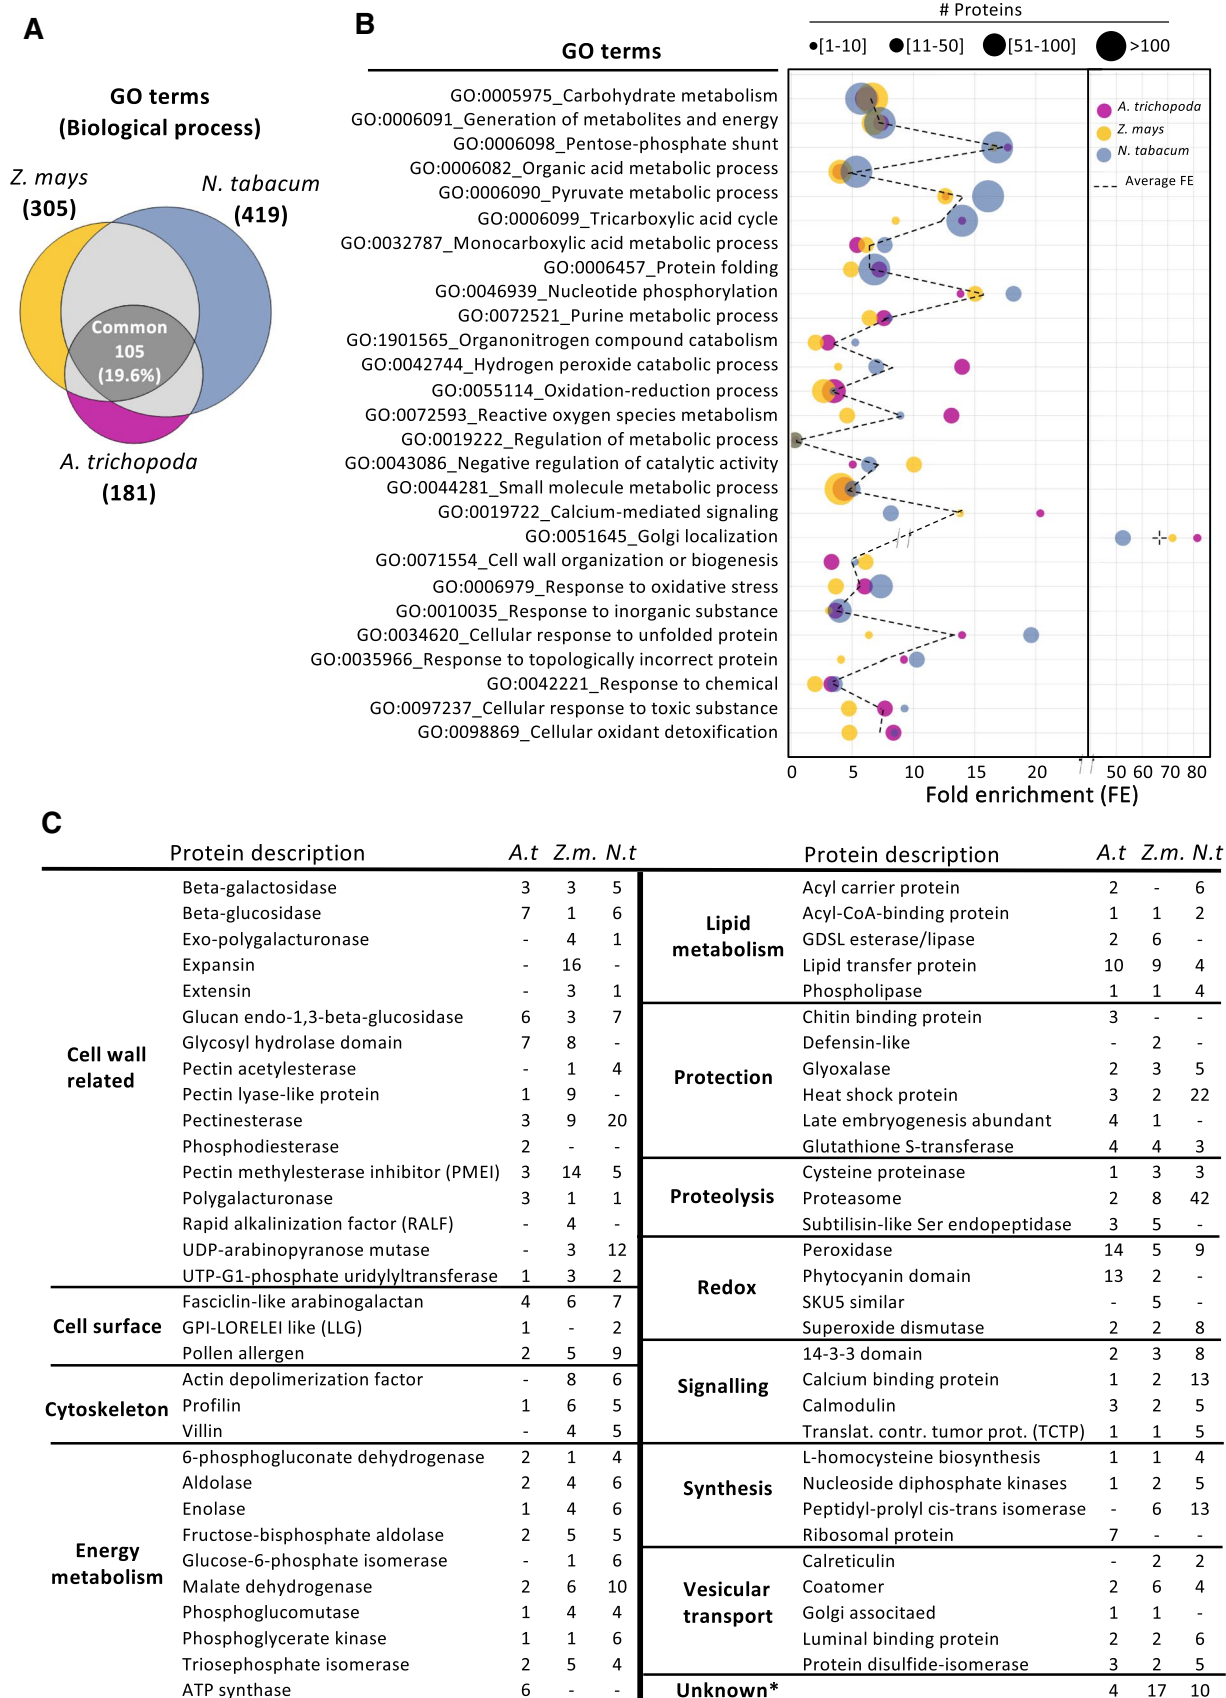 A
GO terms
(Biological process)
Z. mays
(305)
N. tabacum
(419)
Common
105
(19.6%)
A. trichopoda
(181)
B
# Proteins
[1-10] [11-50] [51-100] >100
GO terms
GO:0005975_Carbohydrate metabolism
GO:0006091_Generation of metabolites and energy
GO:0006098_Pentose-phosphate shunt
GO:0006082_Organic acid metabolic process
GO:0006090_Pyruvate metabolic process
GO:0006099_Tricarboxylic acid cycle
GO:0032787_Monocarboxylic acid metabolic process
GO:0006457_Protein folding
GO:0046939_Nucleotide phosphorylation
GO:0072521_Purine metabolic process
GO:1901565_Organonitrogen compound catabolism
GO:0042744_Hydrogen peroxide catabolic process
GO:0055114_Oxidation-reduction process
GO:0072593_Reactive oxygen species metabolism
GO:0019222_Regulation of metabolic process
GO:0043086_Negative regulation of catalytic activity
GO:0044281_Small molecule metabolic process
GO:0019722_Calcium-mediated signaling
GO:0051645_Golgi localization
GO:0071554_Cell wall organization or biogenesis
GO:0006979_Response to oxidative stress
GO:0010035_Response to inorganic substance
GO:0034620_Cellular response to unfolded protein
GO:0035966_Response to topologically incorrect protein
GO:0042221_Response to chemical
GO:0097237_Cellular response to toxic substance
GO:0098869_Cellular oxidant detoxification
A. trichopoda
Z. mays
N. tabacum
Average FE
0 5 10 15 20 // 50 60 70 80
Fold enrichment (FE)
C
Protein description A.t Z.m. N.t
Cell wall
related
Beta-galactosidase 3 3 5
Beta-glucosidase 7 1 6
Exo-polygalacturonase - 4 1
Expansin - 16 -
Extensin - 3 1
Glucan endo-1,3-beta-glucosidase 6 3 7
Glycosyl hydrolase domain 7 8 -
Pectin acetylesterase - 1 4
Pectin lyase-like protein 1 9 -
Pectinesterase 3 9 20
Phosphodiesterase 2 - -
Pectin methylesterase inhibitor (PMEI) 3 14 5
Polygalacturonase 3 1 1
Rapid alkalinization factor (RALF) - 4 -
UDP-arabinopyranose mutase - 3 12
UTP-G1-phosphate uridylyltransferase 1 3 2
Cell surface
Fasciclin-like arabinogalactan 4 6 7
GPI-LORELEI like (LLG) 1 - 2
Pollen allergen 2 5 9
Cytoskeleton
Actin depolimerization factor - 8 6
Profilin 1 6 5
Villin - 4 5
Energy
metabolism
6-phosphogluconate dehydrogenase 2 1 4
Aldolase 2 4 6
Enolase 1 4 6
Fructose-bisphosphate aldolase 2 5 5
Glucose-6-phosphate isomerase - 1 6
Malate dehydrogenase 2 6 10
Phosphoglucomutase 1 4 4
Phosphoglycerate kinase 1 1 6
Triosephosphate isomerase 2 5 4
ATP synthase 6 - -
Protein description A.t Z.m. N.t
Lipid
metabolism
Acyl carrier protein 2 - 6
Acyl-CoA-binding protein 1 1 2
GDSL esterase/lipase 2 6 -
Lipid transfer protein 10 9 4
Phospholipase 1 1 4
Protection
Chitin binding protein 3 - -
Defensin-like - 2 -
Glyoxalase 2 3 5
Heat shock protein 3 2 22
Late embryogenesis abundant 4 1 -
Glutathione S-transferase 4 4 3
Proteolysis
Cysteine proteinase 1 3 3
Proteasome 2 8 42
Subtilisin-like Ser endopeptidase 3 5 -
Redox
Peroxidase 14 5 9
Phytocyanin domain 13 2 -
SKU5 similar - 5 -
Superoxide dismutase 2 2 8
Signalling
14-3-3 domain 2 3 8
Calcium binding protein 1 2 13
Calmodulin 3 2 5
Translat. contr. tumor prot. (TCTP) 1 1 5
Synthesis
L-homocysteine biosynthesis 1 1 4
Nucleoside diphosphate kinases 1 2 5
Peptidyl-prolyl cis-trans isomerase - 6 13
Ribosomal protein 7 - -
Vesicular
transport
Calreticulin - 2 2
Coatomer 2 6 4
Golgi associtaed 1 1 -
Luminal binding protein 2 2 6
Protein disulfide-isomerase 3 2 5
Unknown* 4 17 10